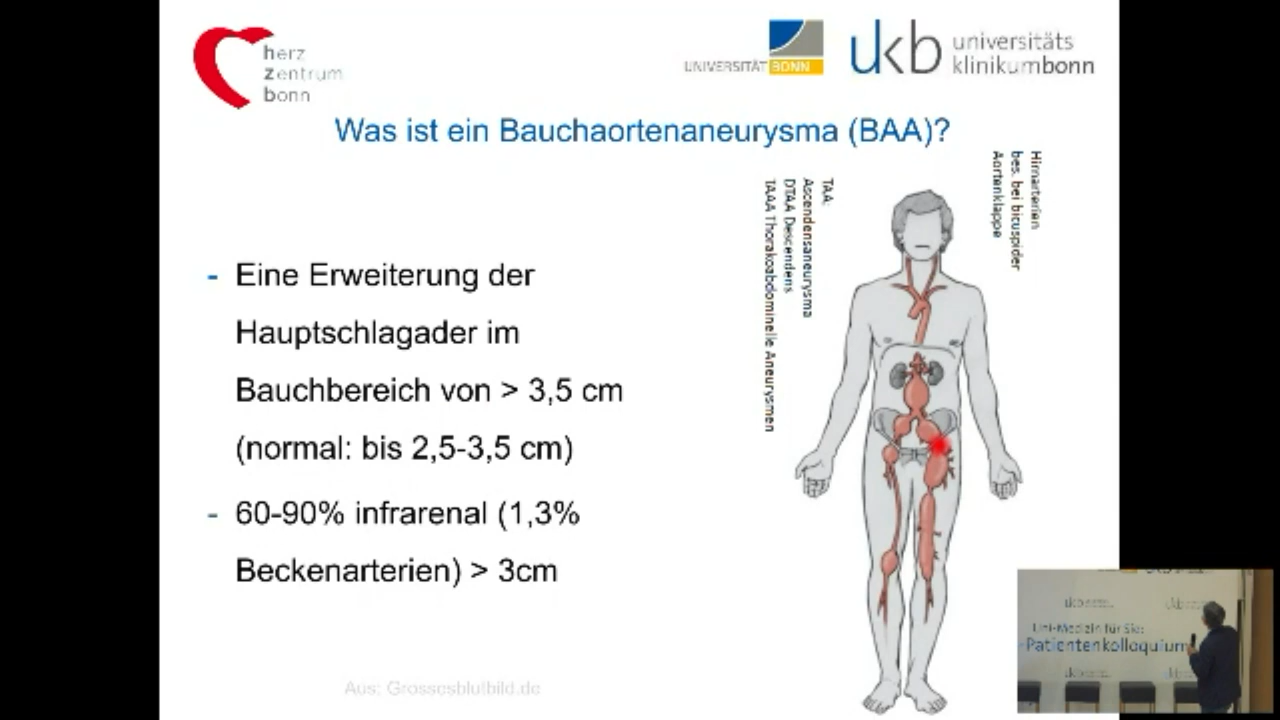 herz
zentrum
bonn
UNIVERSITÄT BONN
ukb universitäts
klinikumbonn
Was ist ein Bauchaortenaneurysma (BAA)?
- Eine Erweiterung der
Hauptschlagader im
Bauchbereich von > 3,5 cm
(normal: bis 2,5-3,5 cm)
- 60-90% infrarenal (1,3%
Beckenarterien) > 3cm
TAA:
Ascendensaneurysma
DTAA Descendens
TAAA Thorakoabdominelle Aneurysmen
Hirnarterien
bes. bei bicuspider
Aortenklappe
Aus: Grossesblutbild.de
Uni-Medizin für Sie:
Patientenkolloquium